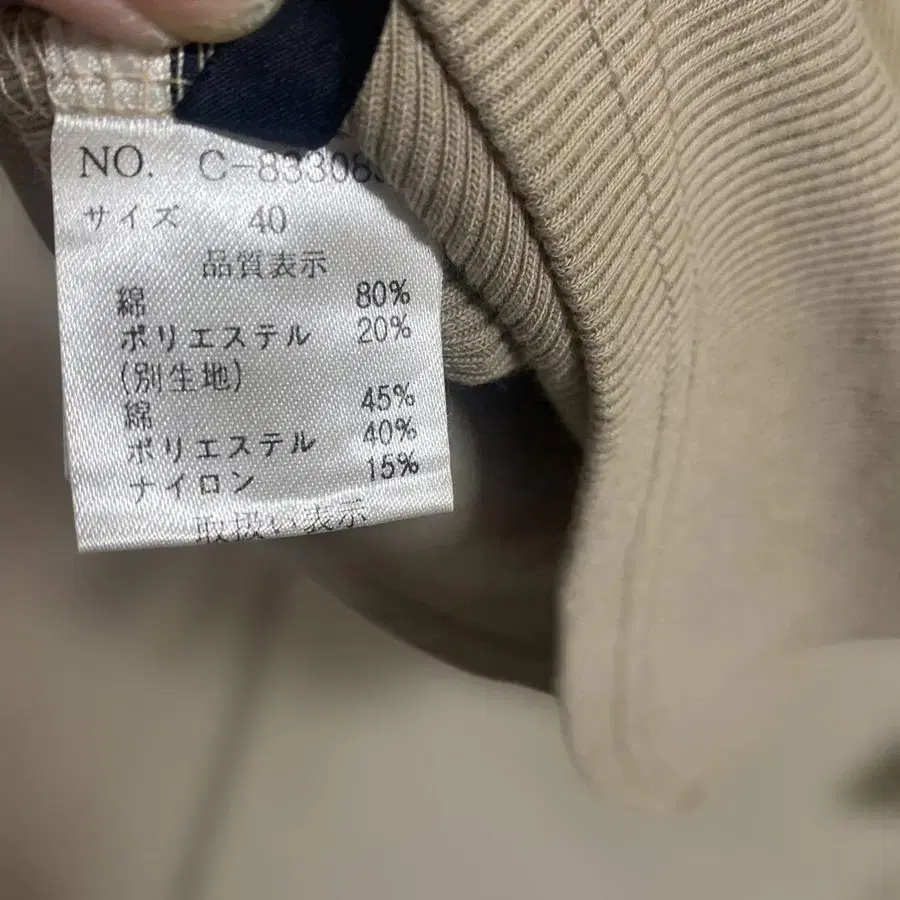 NO. C-83308
サイズ 40
品質表示
綿 80%
ポリエステル 20%
(別生地)
綿 45%
ポリエステル 40%
ナイロン 15%
取扱い表示